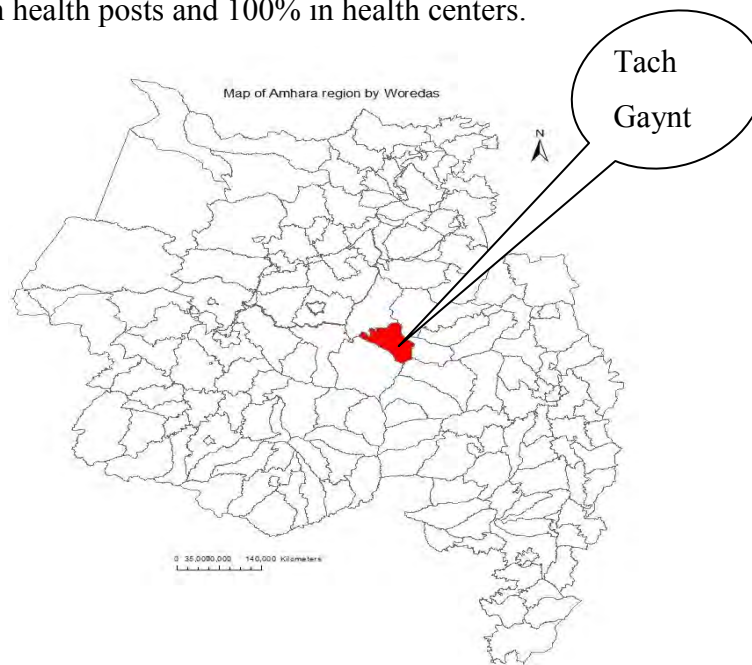 health posts and 100% in health centers.
Tach
Gaynt
Map of Amhara region by Woredas
N
0 35,00070,000 140,000 Kilometers